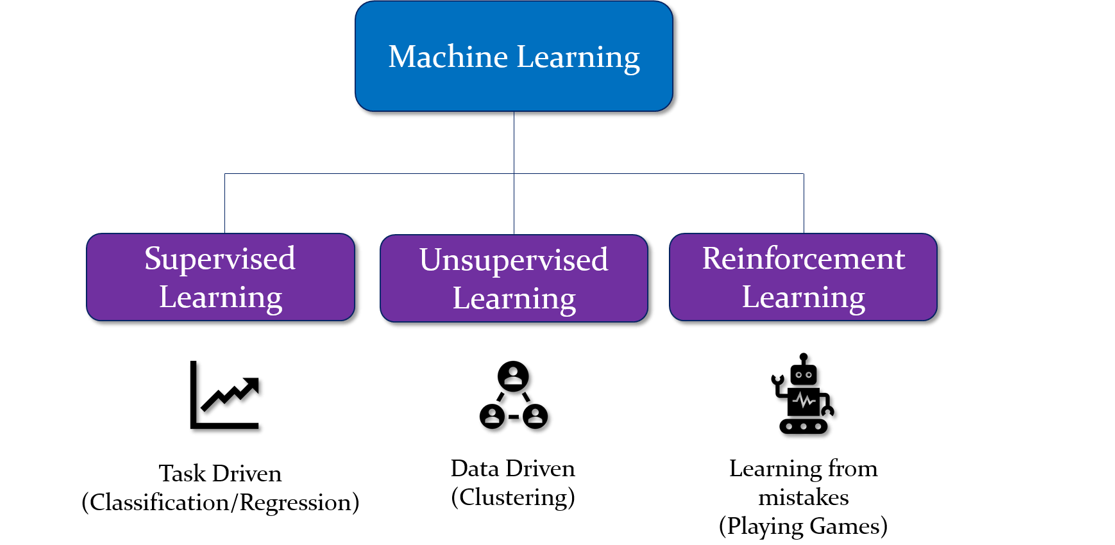 Machine Learning
Supervised
Learning
Unsupervised
Learning
Reinforcement
Learning
Task Driven
(Classification/Regression)
Data Driven
(Clustering)
Learning from
mistakes
(Playing Games)